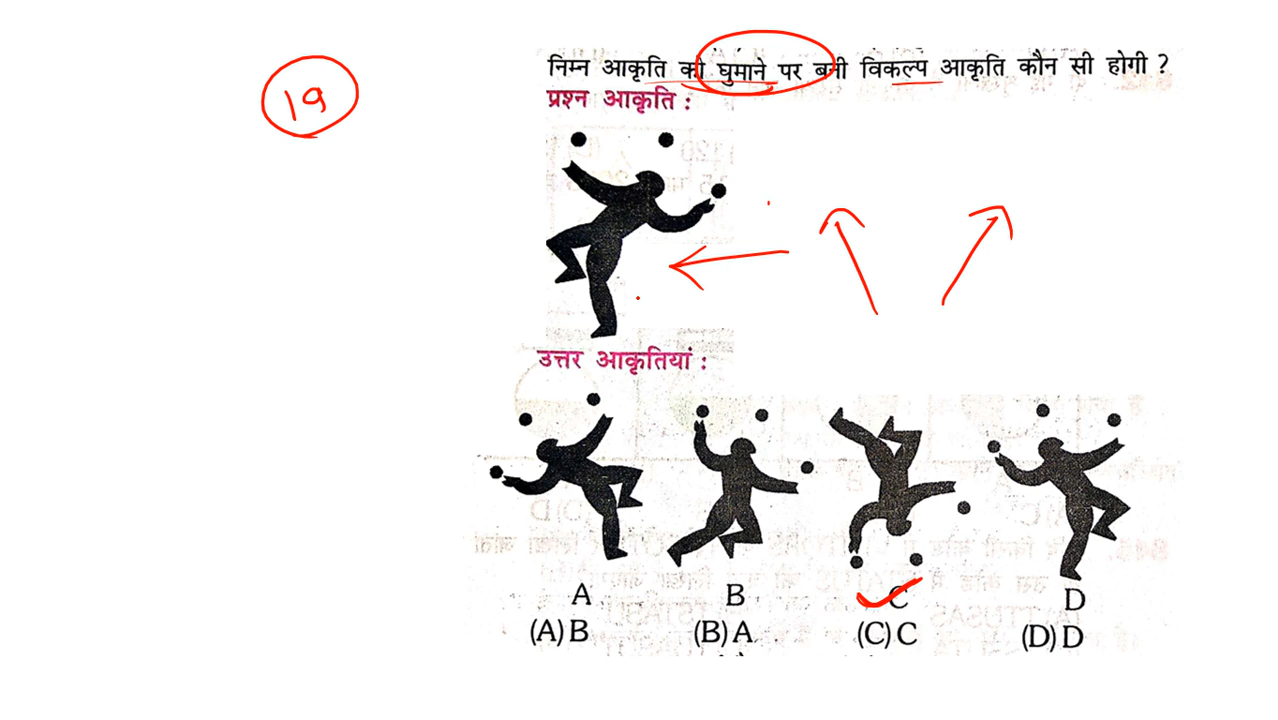 19
निम्न आकृति को घुमाने पर बनी विकल्प आकृति कौन सी होगी ?
प्रश्न आकृति :
उत्तर आकृतियां :
A B C D
(A) B (B) A (C) C (D) D